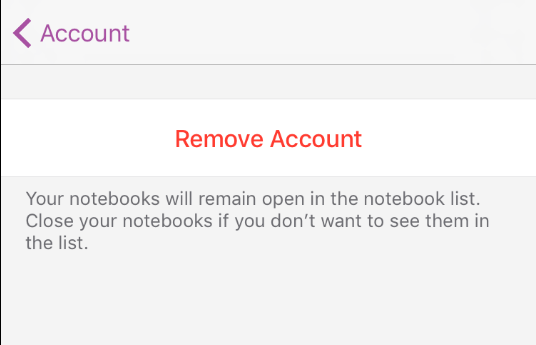 Account
Remove Account
Your notebooks will remain open in the notebook list.
Close your notebooks if you don’t want to see them in
the list.